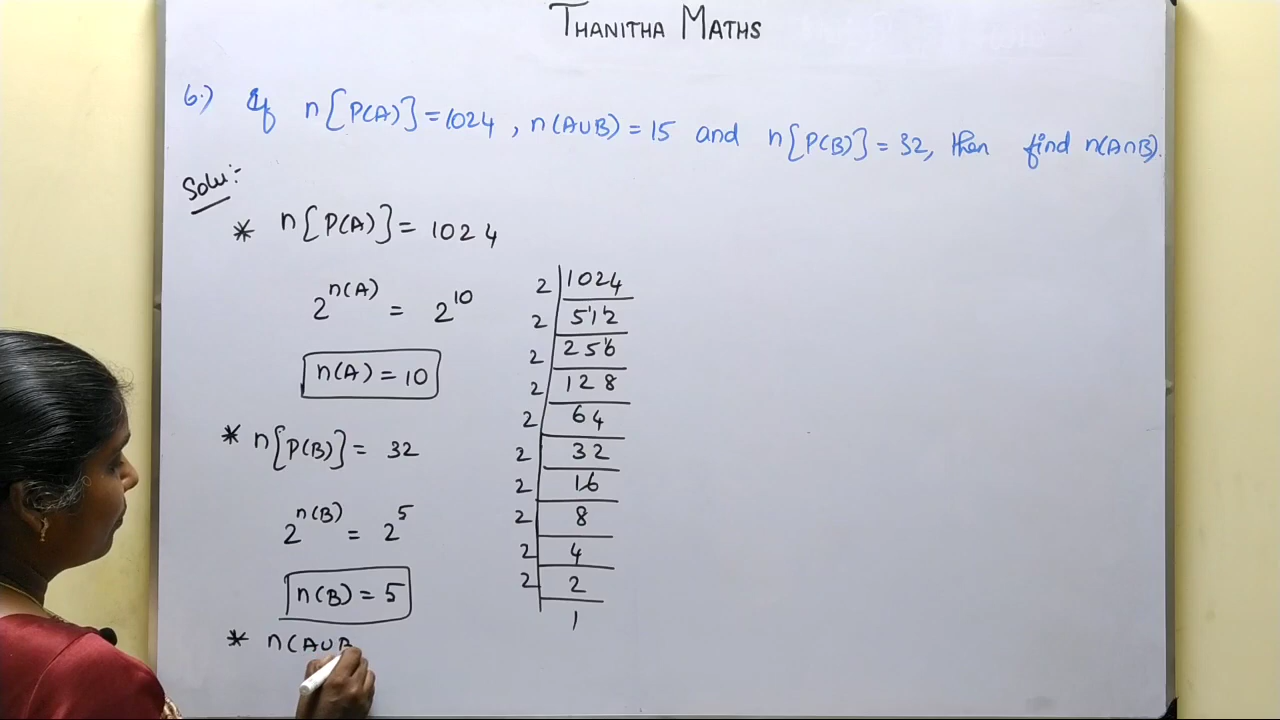 THANITHA MATHS
6.) If n[P(A)] = 1024, n(A∪B) = 15 and n[P(B)] = 32, then find n(A∩B).
Solu:-
* n[P(A)] = 1024
2^n(A) = 2^10
n(A) = 10
* n[P(B)] = 32
2^n(B) = 2^5
n(B) = 5
* n(A∪B
2 | 1024
2 | 512
2 | 256
2 | 128
2 | 64
2 | 32
2 | 16
2 | 8
2 | 4
2 | 2
1